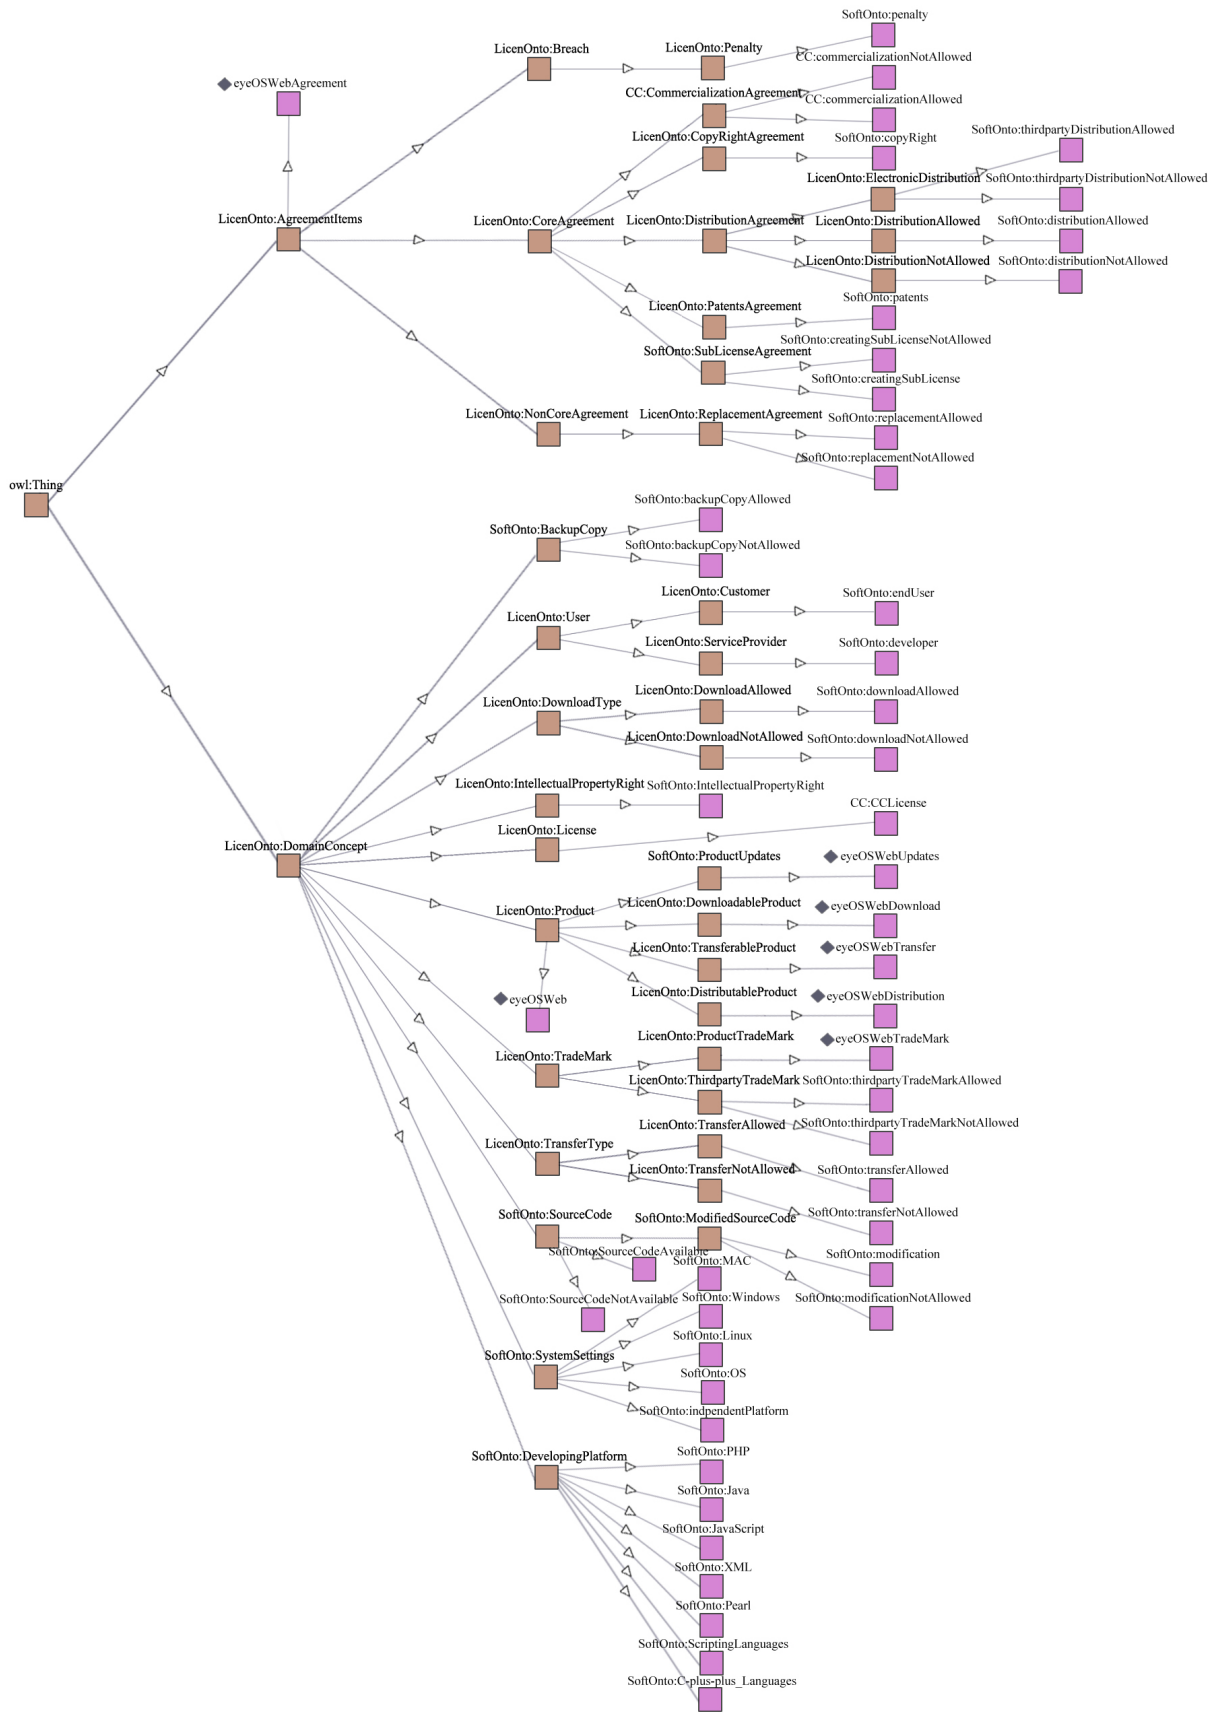 SoftOnto:penalty
LicenOnto:Breach
LicenOnto:Penalty
CC:commercializationNotAllowed
eyeOSWebAgreement
CC:CommercializationAgreement
CC:commercializationAllowed
LicenOnto:CopyRightAgreement
SoftOnto:copyRight
SoftOnto:thirdpartyDistributionAllowed
LicenOnto:ElectronicDistribution
SoftOnto:thirdpartyDistributionNotAllowed
LicenOnto:AgreementItems
LicenOnto:CoreAgreement
LicenOnto:DistributionAgreement
LicenOnto:DistributionAllowed
SoftOnto:distributionAllowed
LicenOnto:DistributionNotAllowed
SoftOnto:distributionNotAllowed
LicenOnto:PatentsAgreement
SoftOnto:patents
SoftOnto:creatingSubLicenseNotAllowed
SoftOnto:SubLicenseAgreement
SoftOnto:creatingSubLicense
LicenOnto:NonCoreAgreement
LicenOnto:ReplacementAgreement
SoftOnto:replacementAllowed
SoftOnto:replacementNotAllowed
owl:Thing
SoftOnto:backupCopyAllowed
SoftOnto:BackupCopy
SoftOnto:backupCopyNotAllowed
LicenOnto:Customer
SoftOnto:endUser
LicenOnto:User
LicenOnto:ServiceProvider
SoftOnto:developer
LicenOnto:DownloadAllowed
SoftOnto:downloadAllowed
LicenOnto:DownloadType
LicenOnto:DownloadNotAllowed
SoftOnto:downloadNotAllowed
LicenOnto:IntellectualPropertyRight
SoftOnto:IntellectualPropertyRight
CC:CCLicense
LicenOnto:License
LicenOnto:DomainConcept
SoftOnto:ProductUpdates
eyeOSWebUpdates
LicenOnto:Product
LicenOnto:DownloadableProduct
eyeOSWebDownload
LicenOnto:TransferableProduct
eyeOSWebTransfer
eyeOSWeb
LicenOnto:DistributableProduct
eyeOSWebDistribution
LicenOnto:ProductTradeMark
eyeOSWebTradeMark
LicenOnto:TradeMark
LicenOnto:ThirdpartyTradeMark
SoftOnto:thirdpartyTradeMarkAllowed
SoftOnto:thirdpartyTradeMarkNotAllowed
LicenOnto:TransferAllowed
LicenOnto:TransferType
LicenOnto:TransferNotAllowed
SoftOnto:transferAllowed
SoftOnto:transferNotAllowed
SoftOnto:SourceCode
SoftOnto:ModifiedSourceCode
SoftOnto:SourceCodeAvailable
SoftOnto:modification
SoftOnto:MAC
SoftOnto:SourceCodeNotAvailable
SoftOnto:Windows
SoftOnto:modificationNotAllowed
SoftOnto:Linux
SoftOnto:SystemSettings
SoftOnto:OS
SoftOnto:indpendentPlatform
SoftOnto:DevelopingPlatform
SoftOnto:PHP
SoftOnto:Java
SoftOnto:JavaScript
SoftOnto:XML
SoftOnto:Pearl
SoftOnto:ScriptingLanguages
SoftOnto:C-plus-plus_Languages